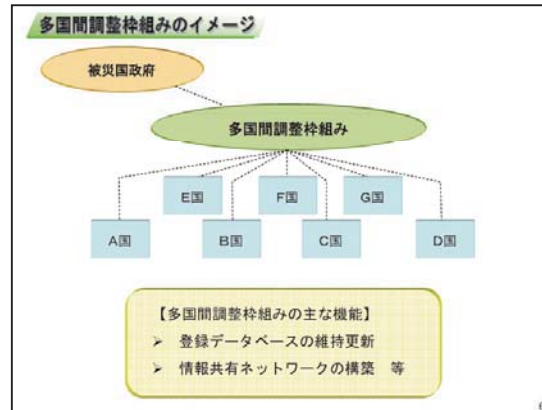 多国間調整枠組みのイメージ
被災国政府
多国間調整枠組み
E国
F国
G国
A国
B国
C国
D国
【多国間調整枠組みの主な機能】
➢ 登録データベースの維持更新
➢ 情報共有ネットワークの構築　等